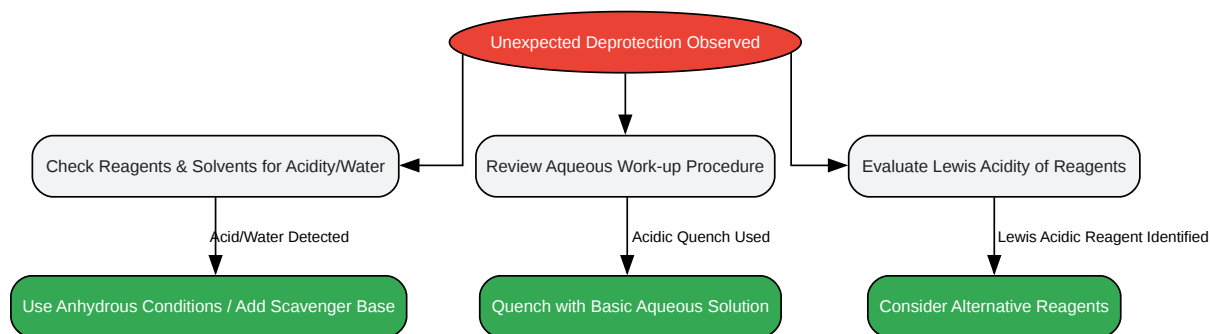 Unexpected Deprotection Observed
Check Reagents & Solvents for Acidity/Water
Review Aqueous Work-up Procedure
Evaluate Lewis Acidity of Reagents
Acid/Water Detected
Acidic Quench Used
Lewis Acidic Reagent Identified
Use Anhydrous Conditions / Add Scavenger Base
Quench with Basic Aqueous Solution
Consider Alternative Reagents